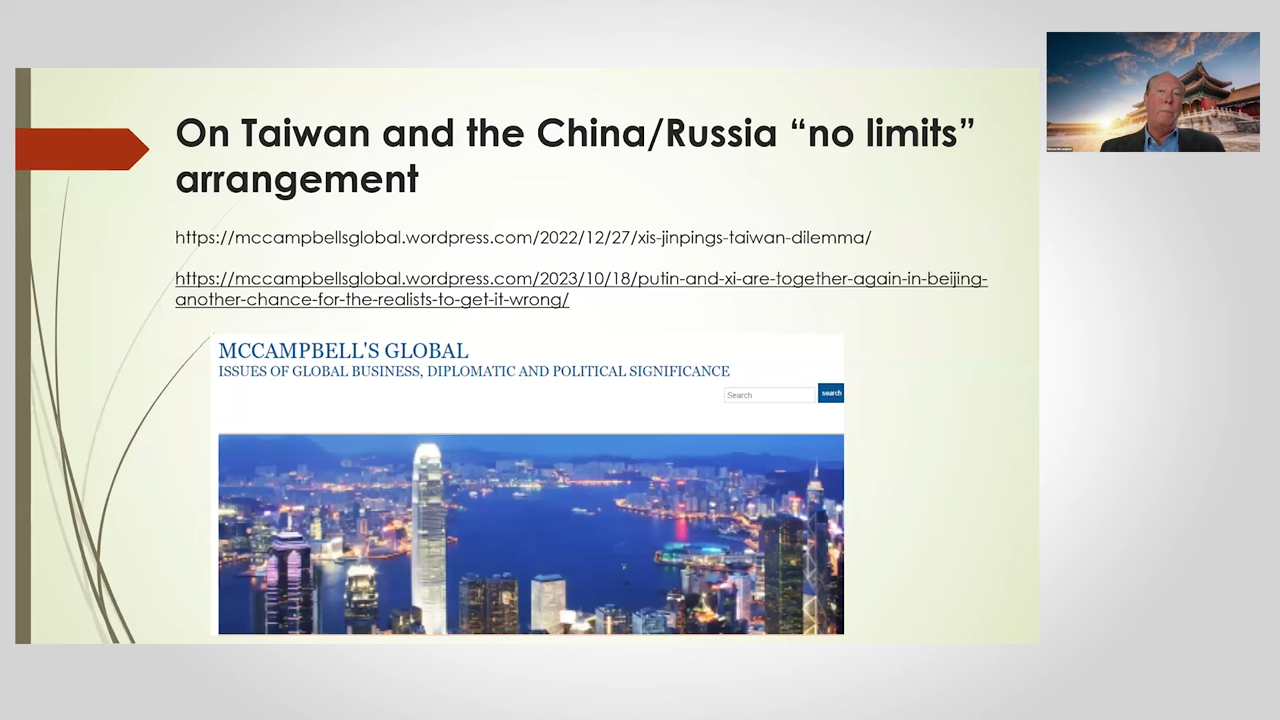 On Taiwan and the China/Russia “no limits”
arrangement
https://mccampbellsglobal.wordpress.com/2022/12/27/xis-jinpings-taiwan-dilemma/
https://mccampbellsglobal.wordpress.com/2023/10/18/putin-and-xi-are-together-again-in-beijing-
another-chance-for-the-realists-to-get-it-wrong/
MCCAMPBELL'S GLOBAL
ISSUES OF GLOBAL BUSINESS, DIPLOMATIC AND POLITICAL SIGNIFICANCE
Search
search